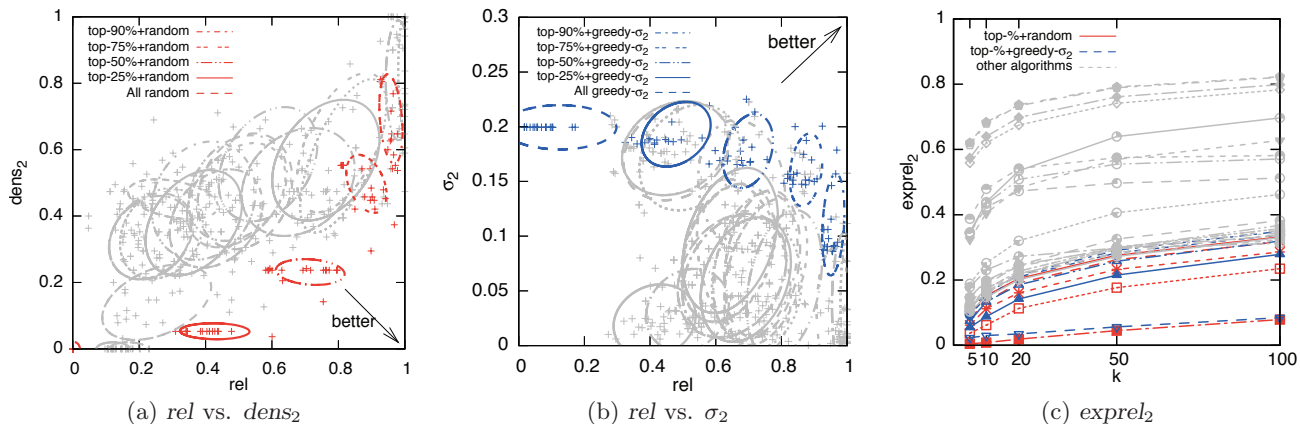 top-90%+random
top-75%+random
top-50%+random
top-25%+random
All random
better
dens2
1
0.8
0.6
0.4
0.2
0
0 0.2 0.4 0.6 0.8 1
rel
(a) rel vs. dens2
top-90%+greedy-σ2
top-75%+greedy-σ2
top-50%+greedy-σ2
top-25%+greedy-σ2
All greedy-σ2
better
σ2
0.3
0.25
0.2
0.15
0.1
0.05
0
0 0.2 0.4 0.6 0.8 1
rel
(b) rel vs. σ2
top-%+random
top-%+greedy-σ2
other algorithms
exprel2
1
0.8
0.6
0.4
0.2
0
5 10 20 50 100
k
(c) exprel2